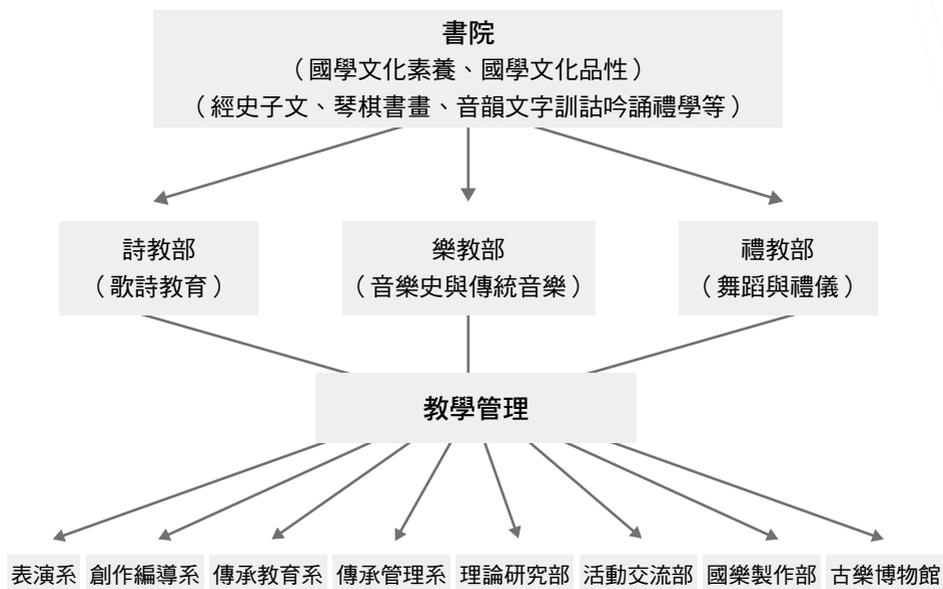 書院
（國學文化素養、國學文化品性）
（經史子文、琴棋書畫、音韻文字訓詁吟誦禮學等）
詩教部
（歌詩教育）
樂教部
（音樂史與傳統音樂）
禮教部
（舞蹈與禮儀）
教學管理
表演系
創作編導系
傳承教育系
傳承管理系
理論研究部
活動交流部
國樂製作部
古樂博物館